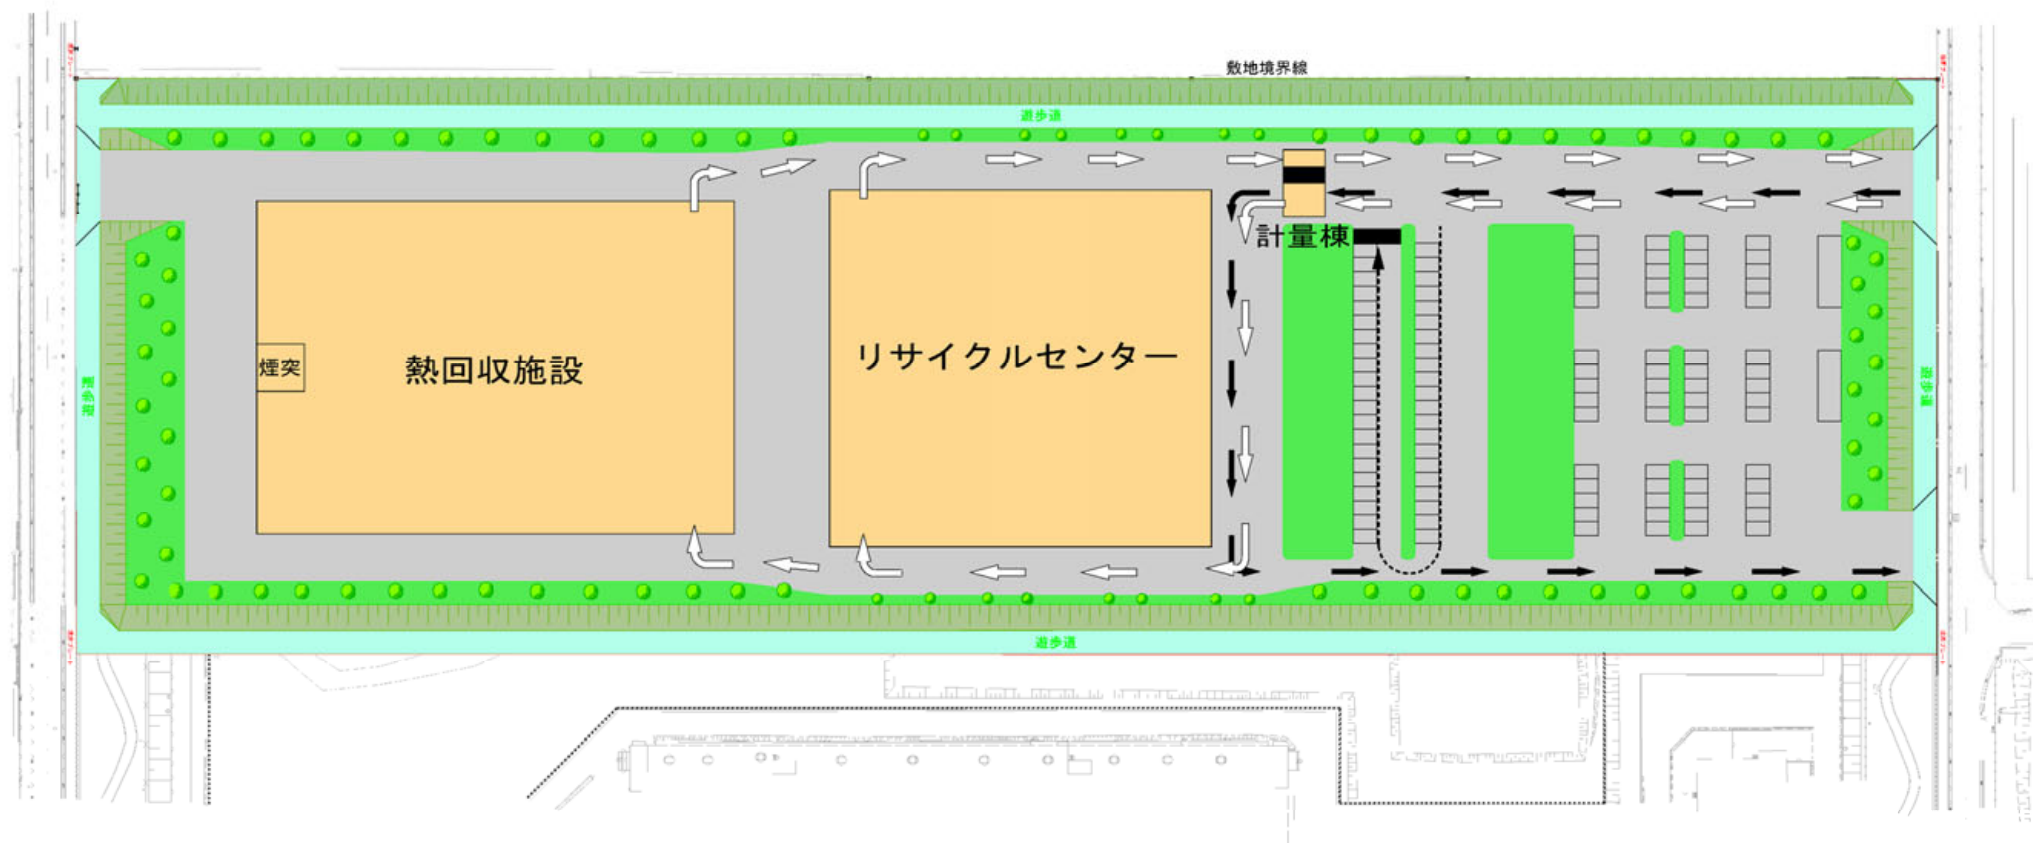 敷地境界線
遊歩道
計量棟
リサイクルセンター
熱回収施設
煙突
遊歩道
遊歩道
遊歩道